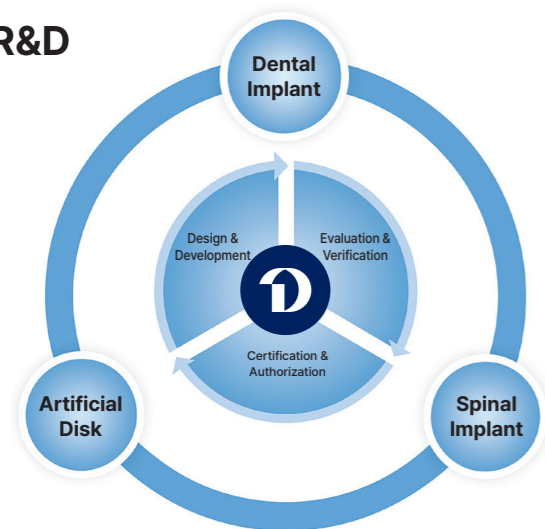 R&D
Dental
Implant
Design &
Development
Evaluation &
Verification
Certification &
Authorization
Artificial
Disk
Spinal
Implant